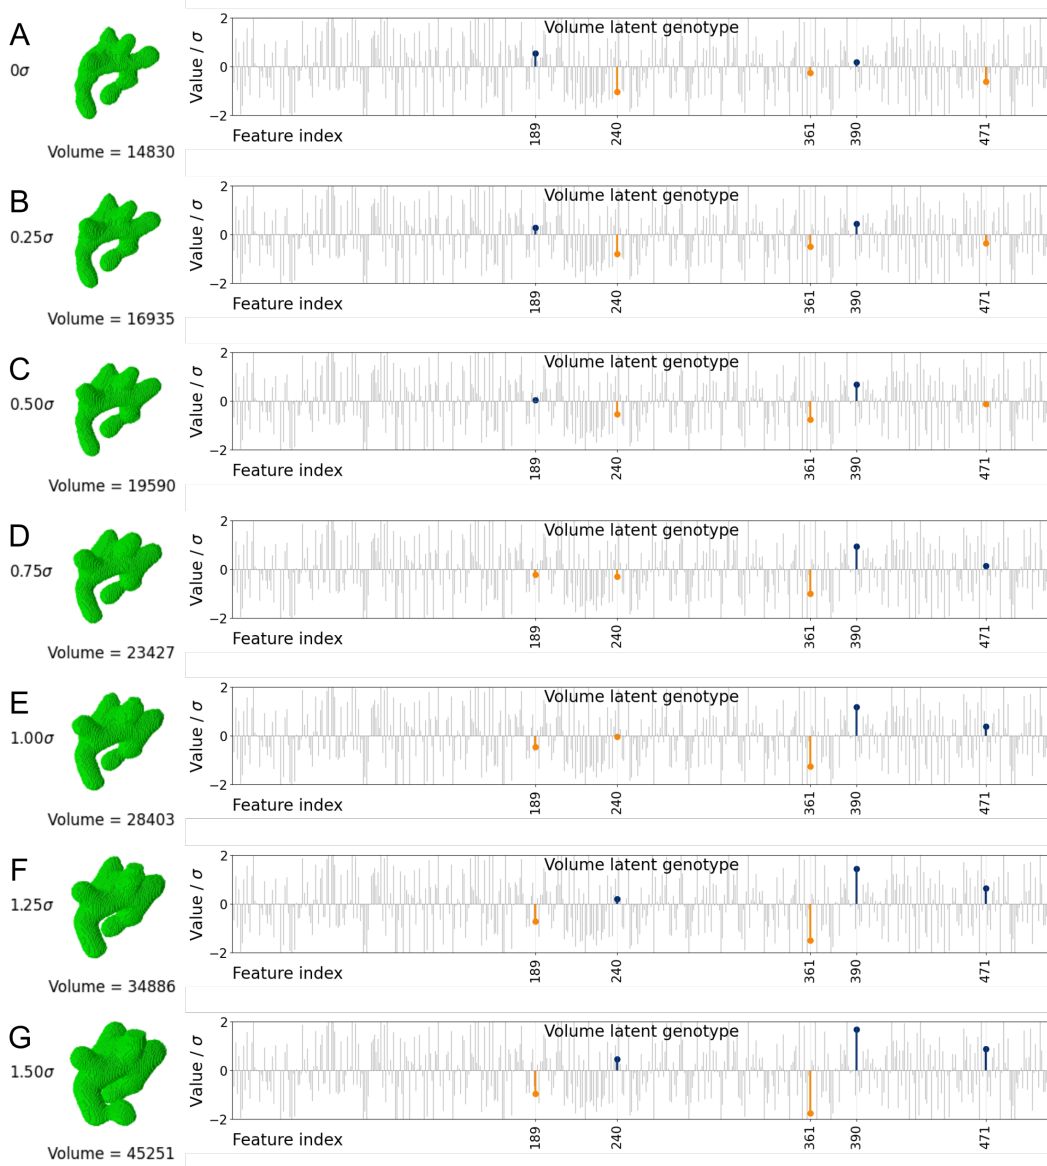 A
0σ
Volume = 14830
Volume latent genotype
Value / σ
2
0
−2
Feature index
189
240
361
390
471
B
0.25σ
Volume = 16935
Volume latent genotype
Value / σ
2
0
−2
Feature index
189
240
361
390
471
C
0.50σ
Volume = 19590
Volume latent genotype
Value / σ
2
0
−2
Feature index
189
240
361
390
471
D
0.75σ
Volume = 23427
Volume latent genotype
Value / σ
2
0
−2
Feature index
189
240
361
390
471
E
1.00σ
Volume = 28403
Volume latent genotype
Value / σ
2
0
−2
Feature index
189
240
361
390
471
F
1.25σ
Volume = 34886
Volume latent genotype
Value / σ
2
0
−2
Feature index
189
240
361
390
471
G
1.50σ
Volume = 45251
Volume latent genotype
Value / σ
2
0
−2
Feature index
189
240
361
390
471